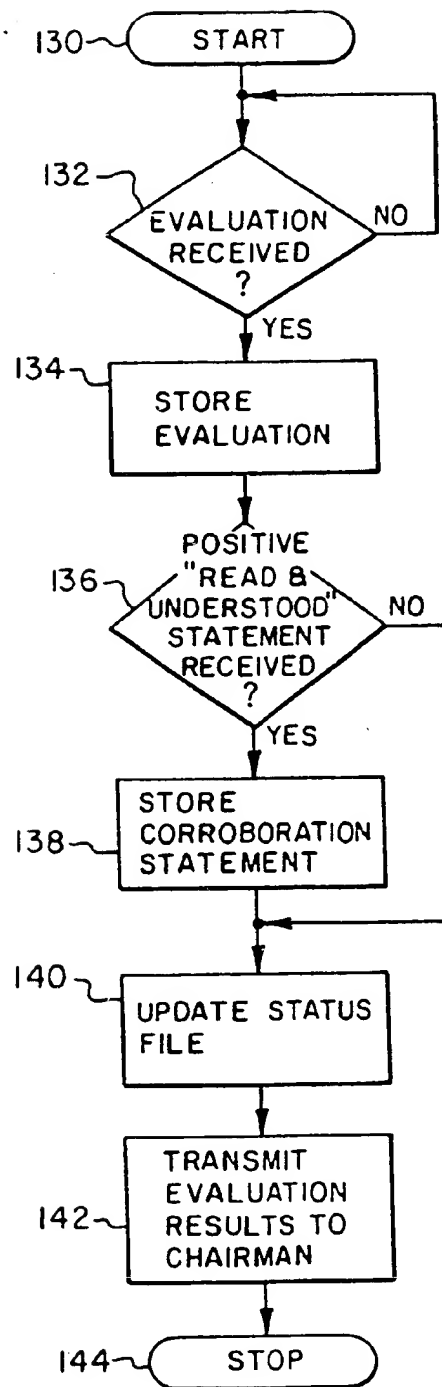 130
START
132
EVALUATION
RECEIVED
?
NO
YES
134
STORE
EVALUATION
136
POSITIVE
"READ &
UNDERSTOOD"
STATEMENT
RECEIVED
?
NO
YES
138
STORE
CORROBORATION
STATEMENT
140
UPDATE STATUS
FILE
142
TRANSMIT
EVALUATION
RESULTS TO
CHAIRMAN
144
STOP